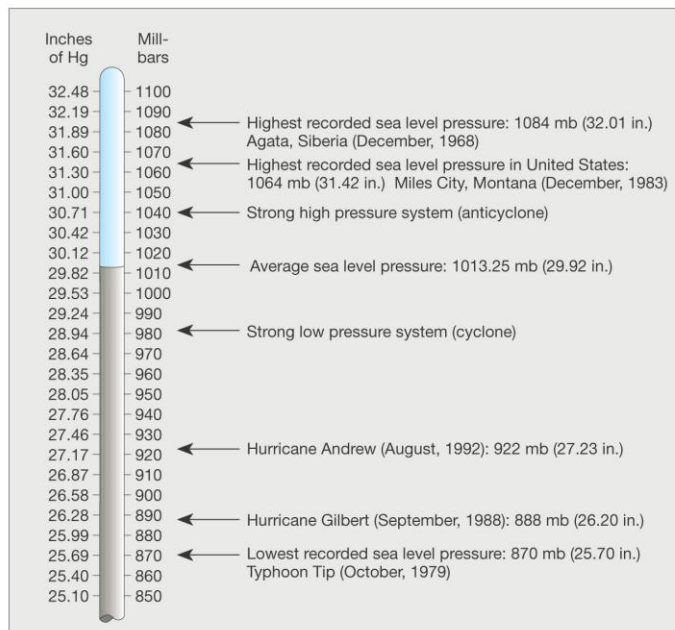 Inches of Hg
Mill-bars
32.48 1100
32.19 1090
31.89 1080
31.60 1070
31.30 1060
31.00 1050
30.71 1040
30.42 1030
30.12 1020
29.82 1010
29.53 1000
29.24 990
28.94 980
28.64 970
28.35 960
28.05 950
27.76 940
27.46 930
27.17 920
26.87 910
26.58 900
26.28 890
25.99 880
25.69 870
25.40 860
25.10 850
Highest recorded sea level pressure: 1084 mb (32.01 in.)
Agata, Siberia (December, 1968)
Highest recorded sea level pressure in United States:
1064 mb (31.42 in.) Miles City, Montana (December, 1983)
Strong high pressure system (anticyclone)
Average sea level pressure: 1013.25 mb (29.92 in.)
Strong low pressure system (cyclone)
Hurricane Andrew (August, 1992): 922 mb (27.23 in.)
Hurricane Gilbert (September, 1988): 888 mb (26.20 in.)
Lowest recorded sea level pressure: 870 mb (25.70 in.)
Typhoon Tip (October, 1979)